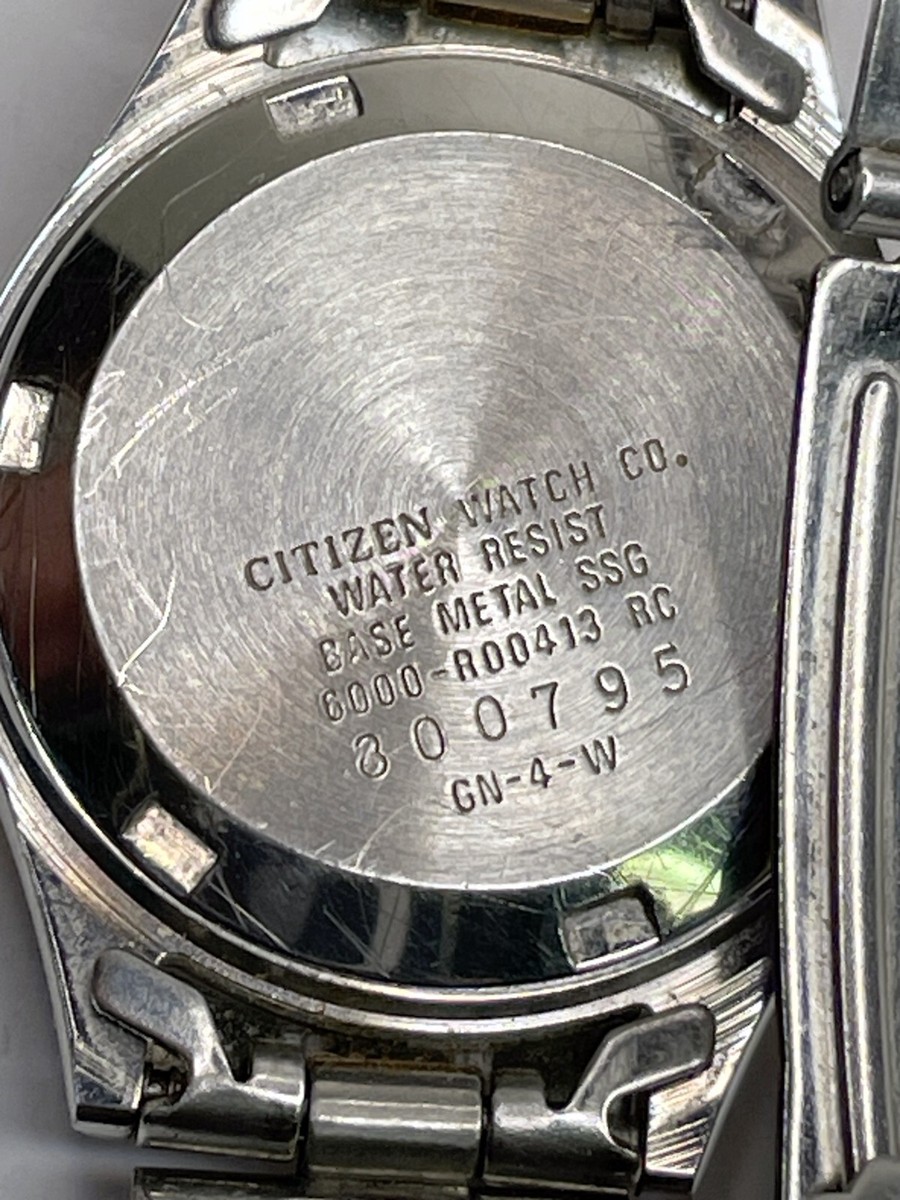 CITIZEN WATCH CO.
WATER RESIST
BASE METAL SSG
6000-R00413 RC
800795
GN-4-W